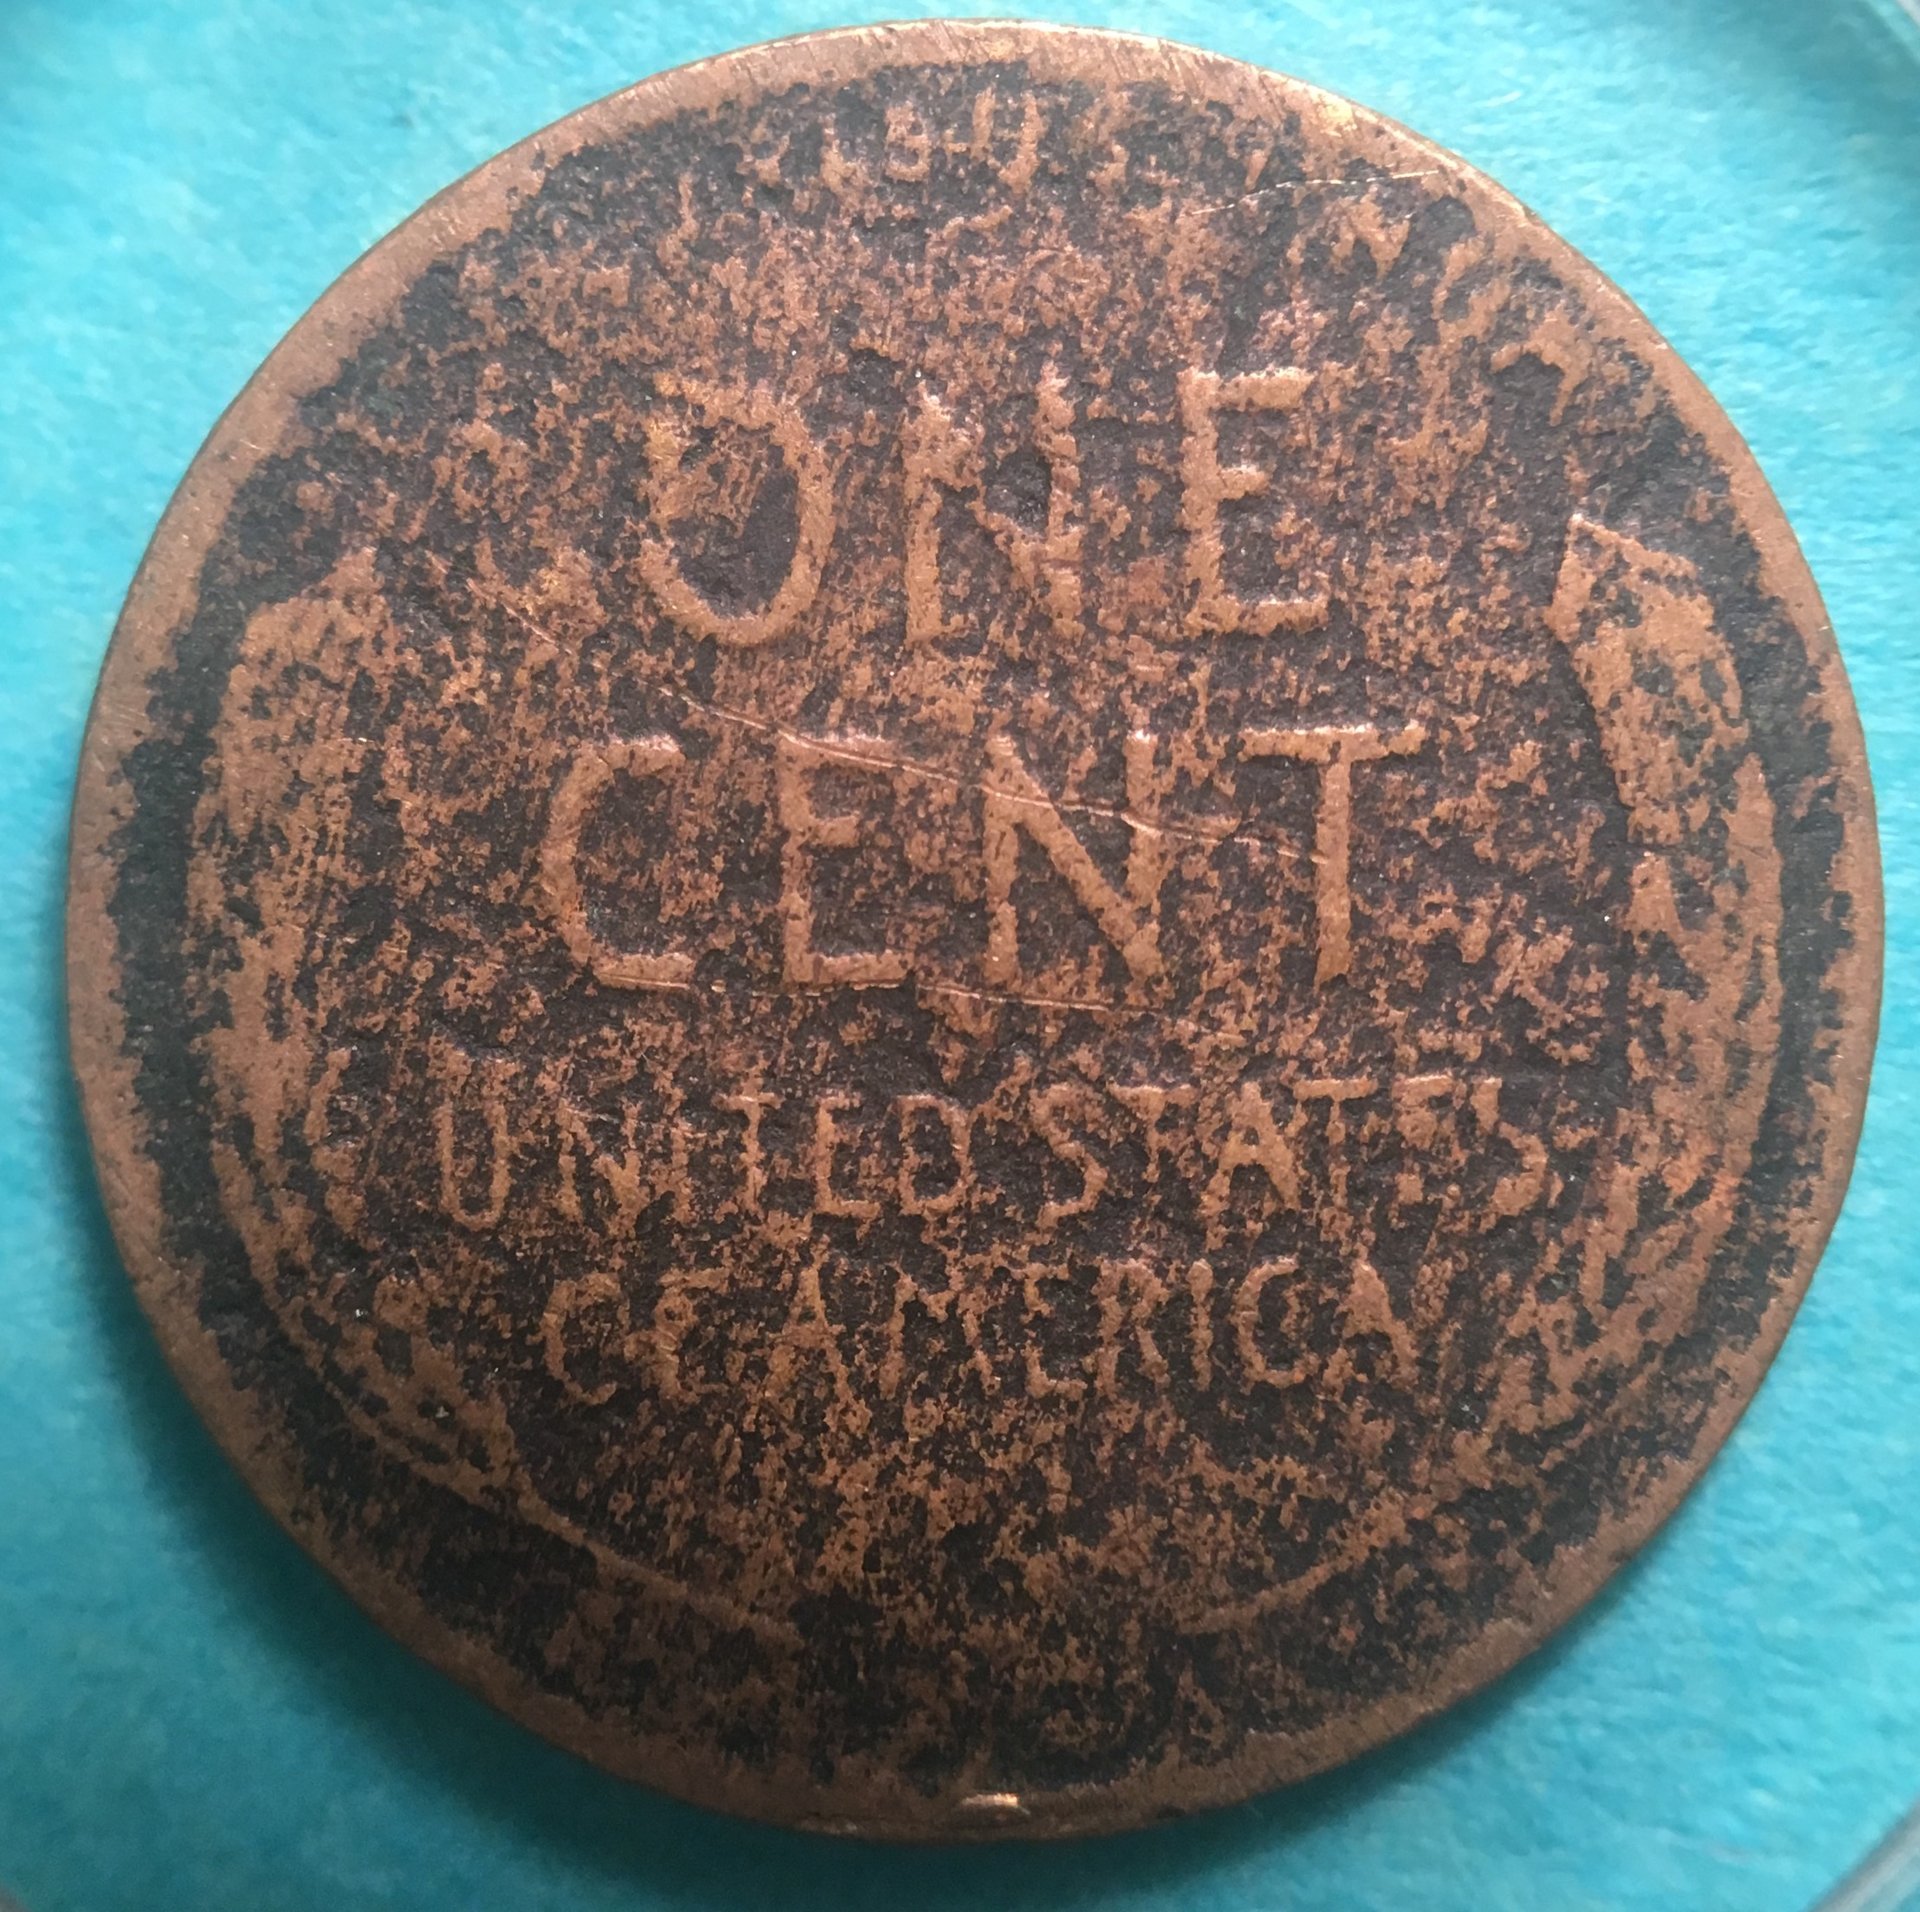 ONE
CENT
UNITED STATES
OF AMERICA